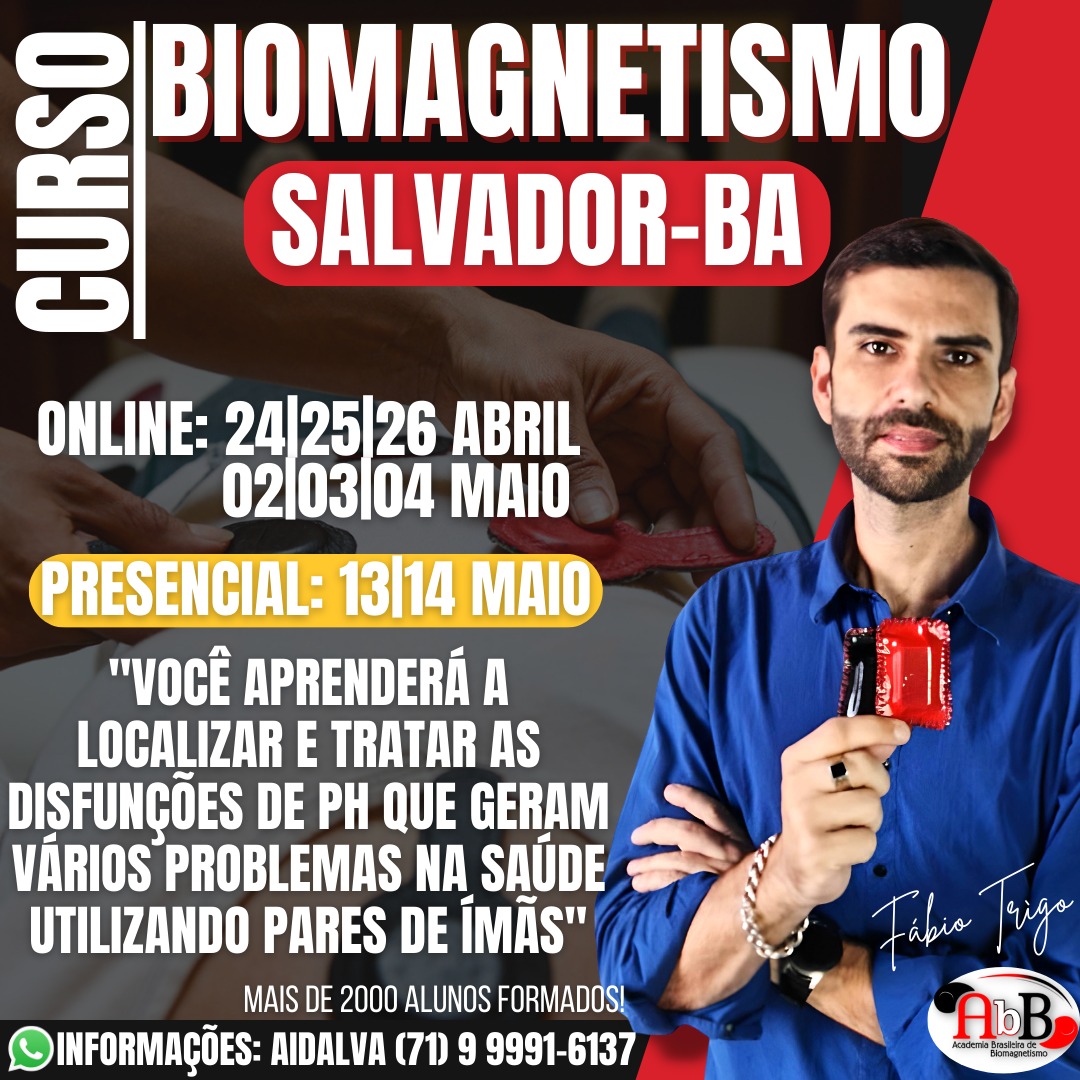 CURSO
BIOMAGNETISMO
SALVADOR-BA
ONLINE: 24|25|26 ABRIL
02|03|04 MAIO
PRESENCIAL: 13|14 MAIO
"VOCÊ APRENDERÁ A
LOCALIZAR E TRATAR AS
DISFUNÇÕES DE PH QUE GERAM
VÁRIOS PROBLEMAS NA SAÚDE
UTILIZANDO PARES DE ÍMÃS"
Fábio Trigo
MAIS DE 2000 ALUNOS FORMADOS!
INFORMAÇÕES: AIDALVA (71) 9 9991-6137
AbB
Academia Brasileira de
Biomagnetismo